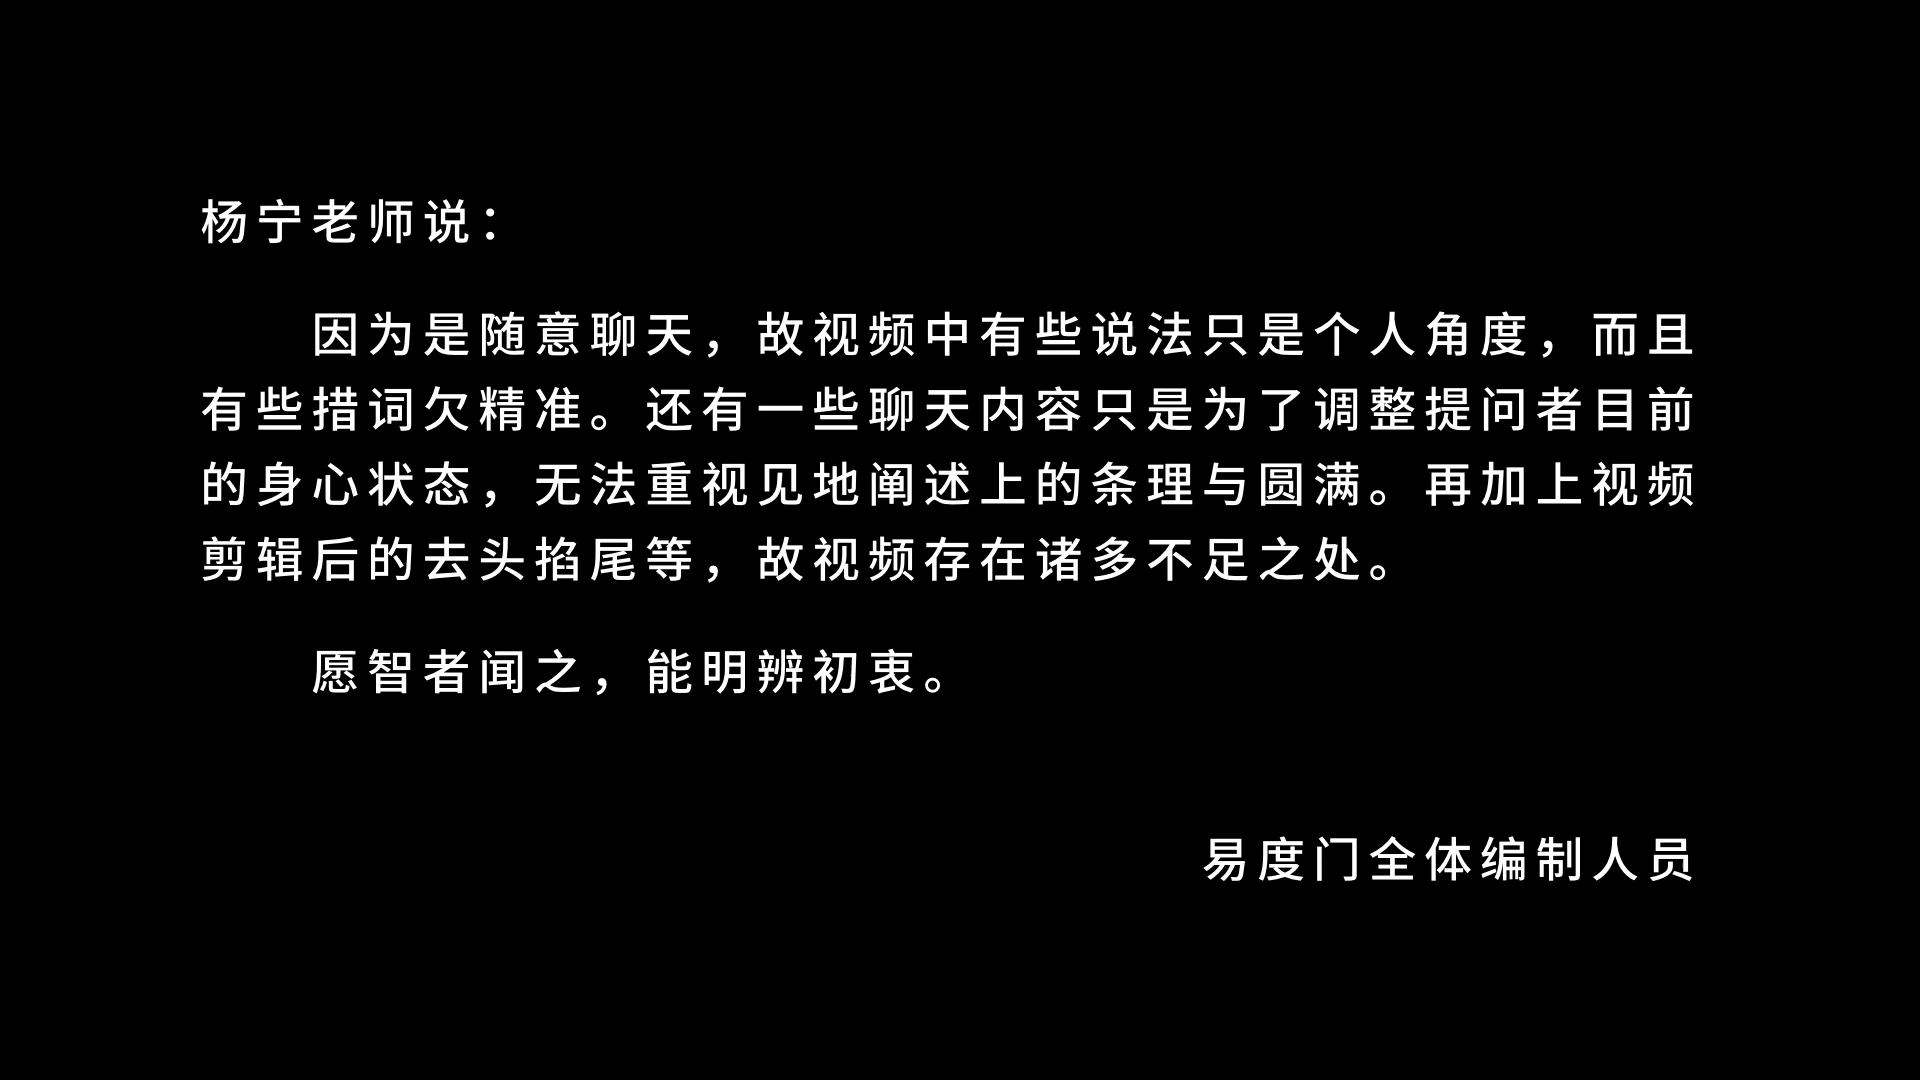 杨宁老师说：
因为是随意聊天，故视频中有些说法只是个人角度，而且
有些措词欠精准。还有一些聊天内容只是为了调整提问者目前
的身心状态，无法重视见地阐述上的条理与圆满。再加上视频
剪辑后的去头掐尾等，故视频存在诸多不足之处。
愿智者闻之，能明辨初衷。
易度门全体编制人员